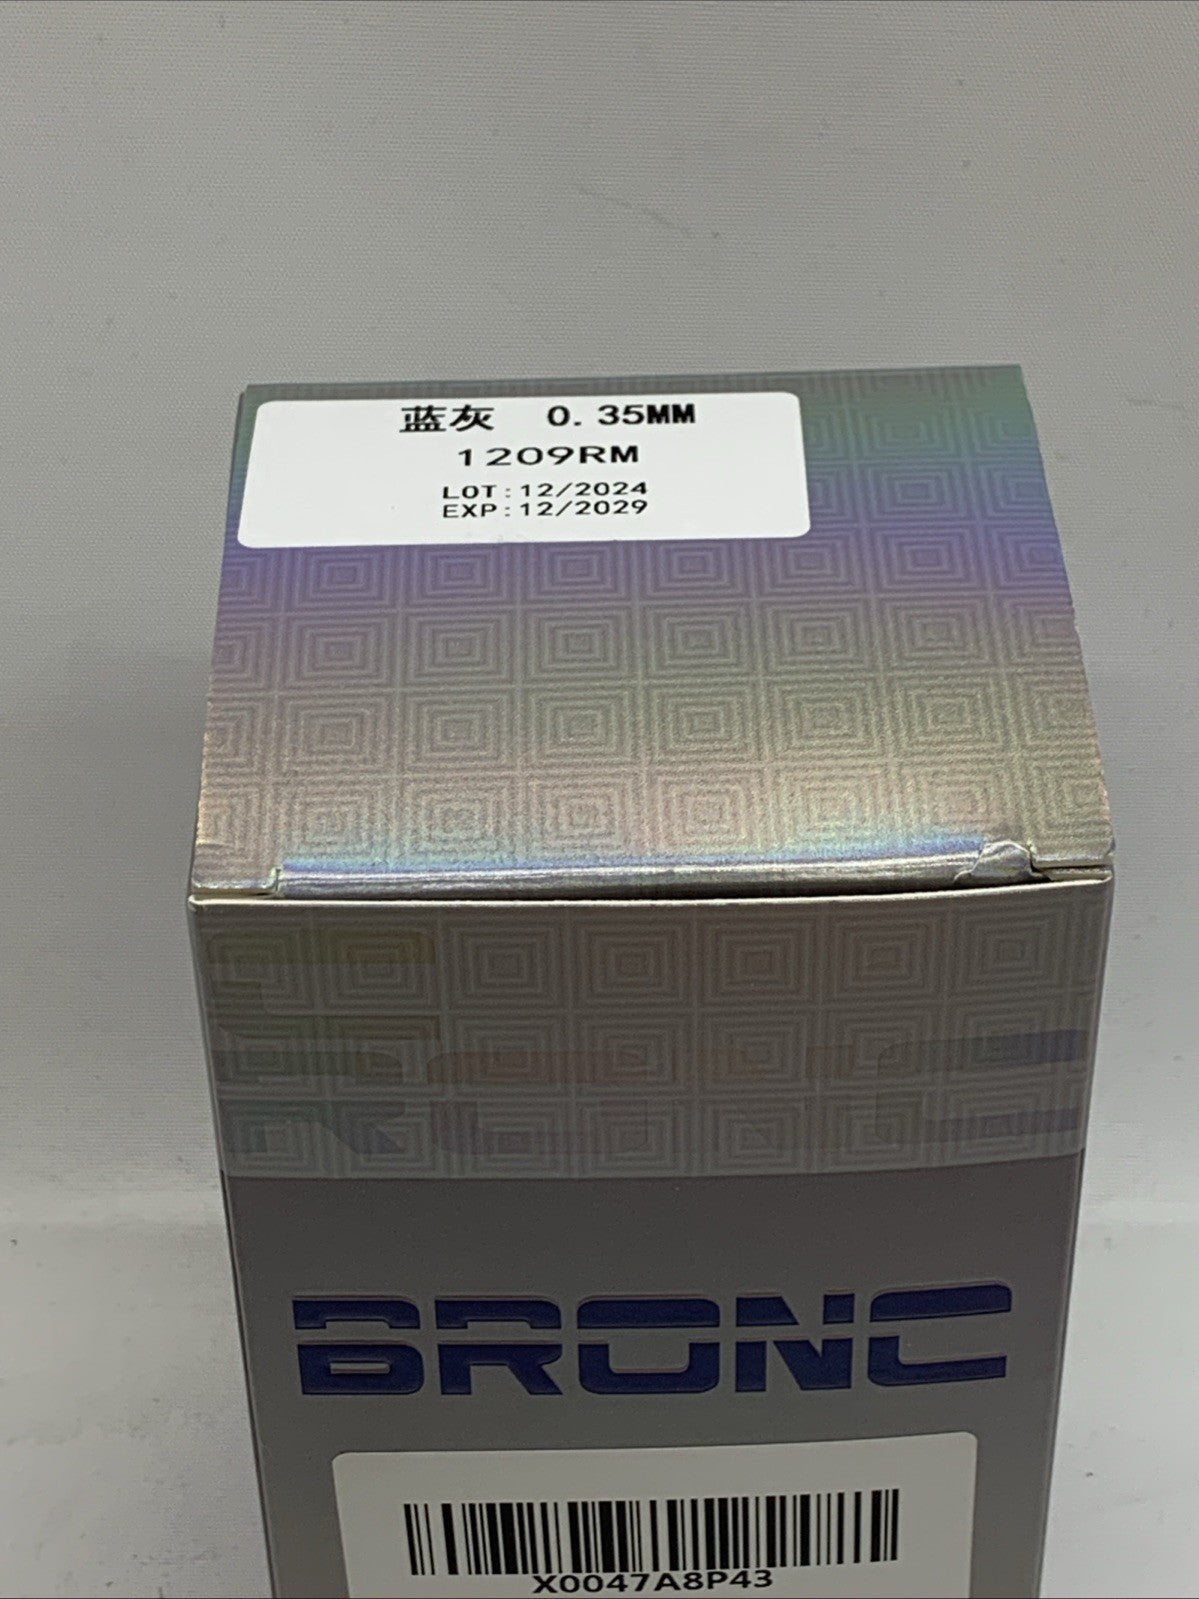 蓝灰 0.35MM
1209RM
LOT:12/2024
EXP:12/2029
BRONC
X0047A8P43